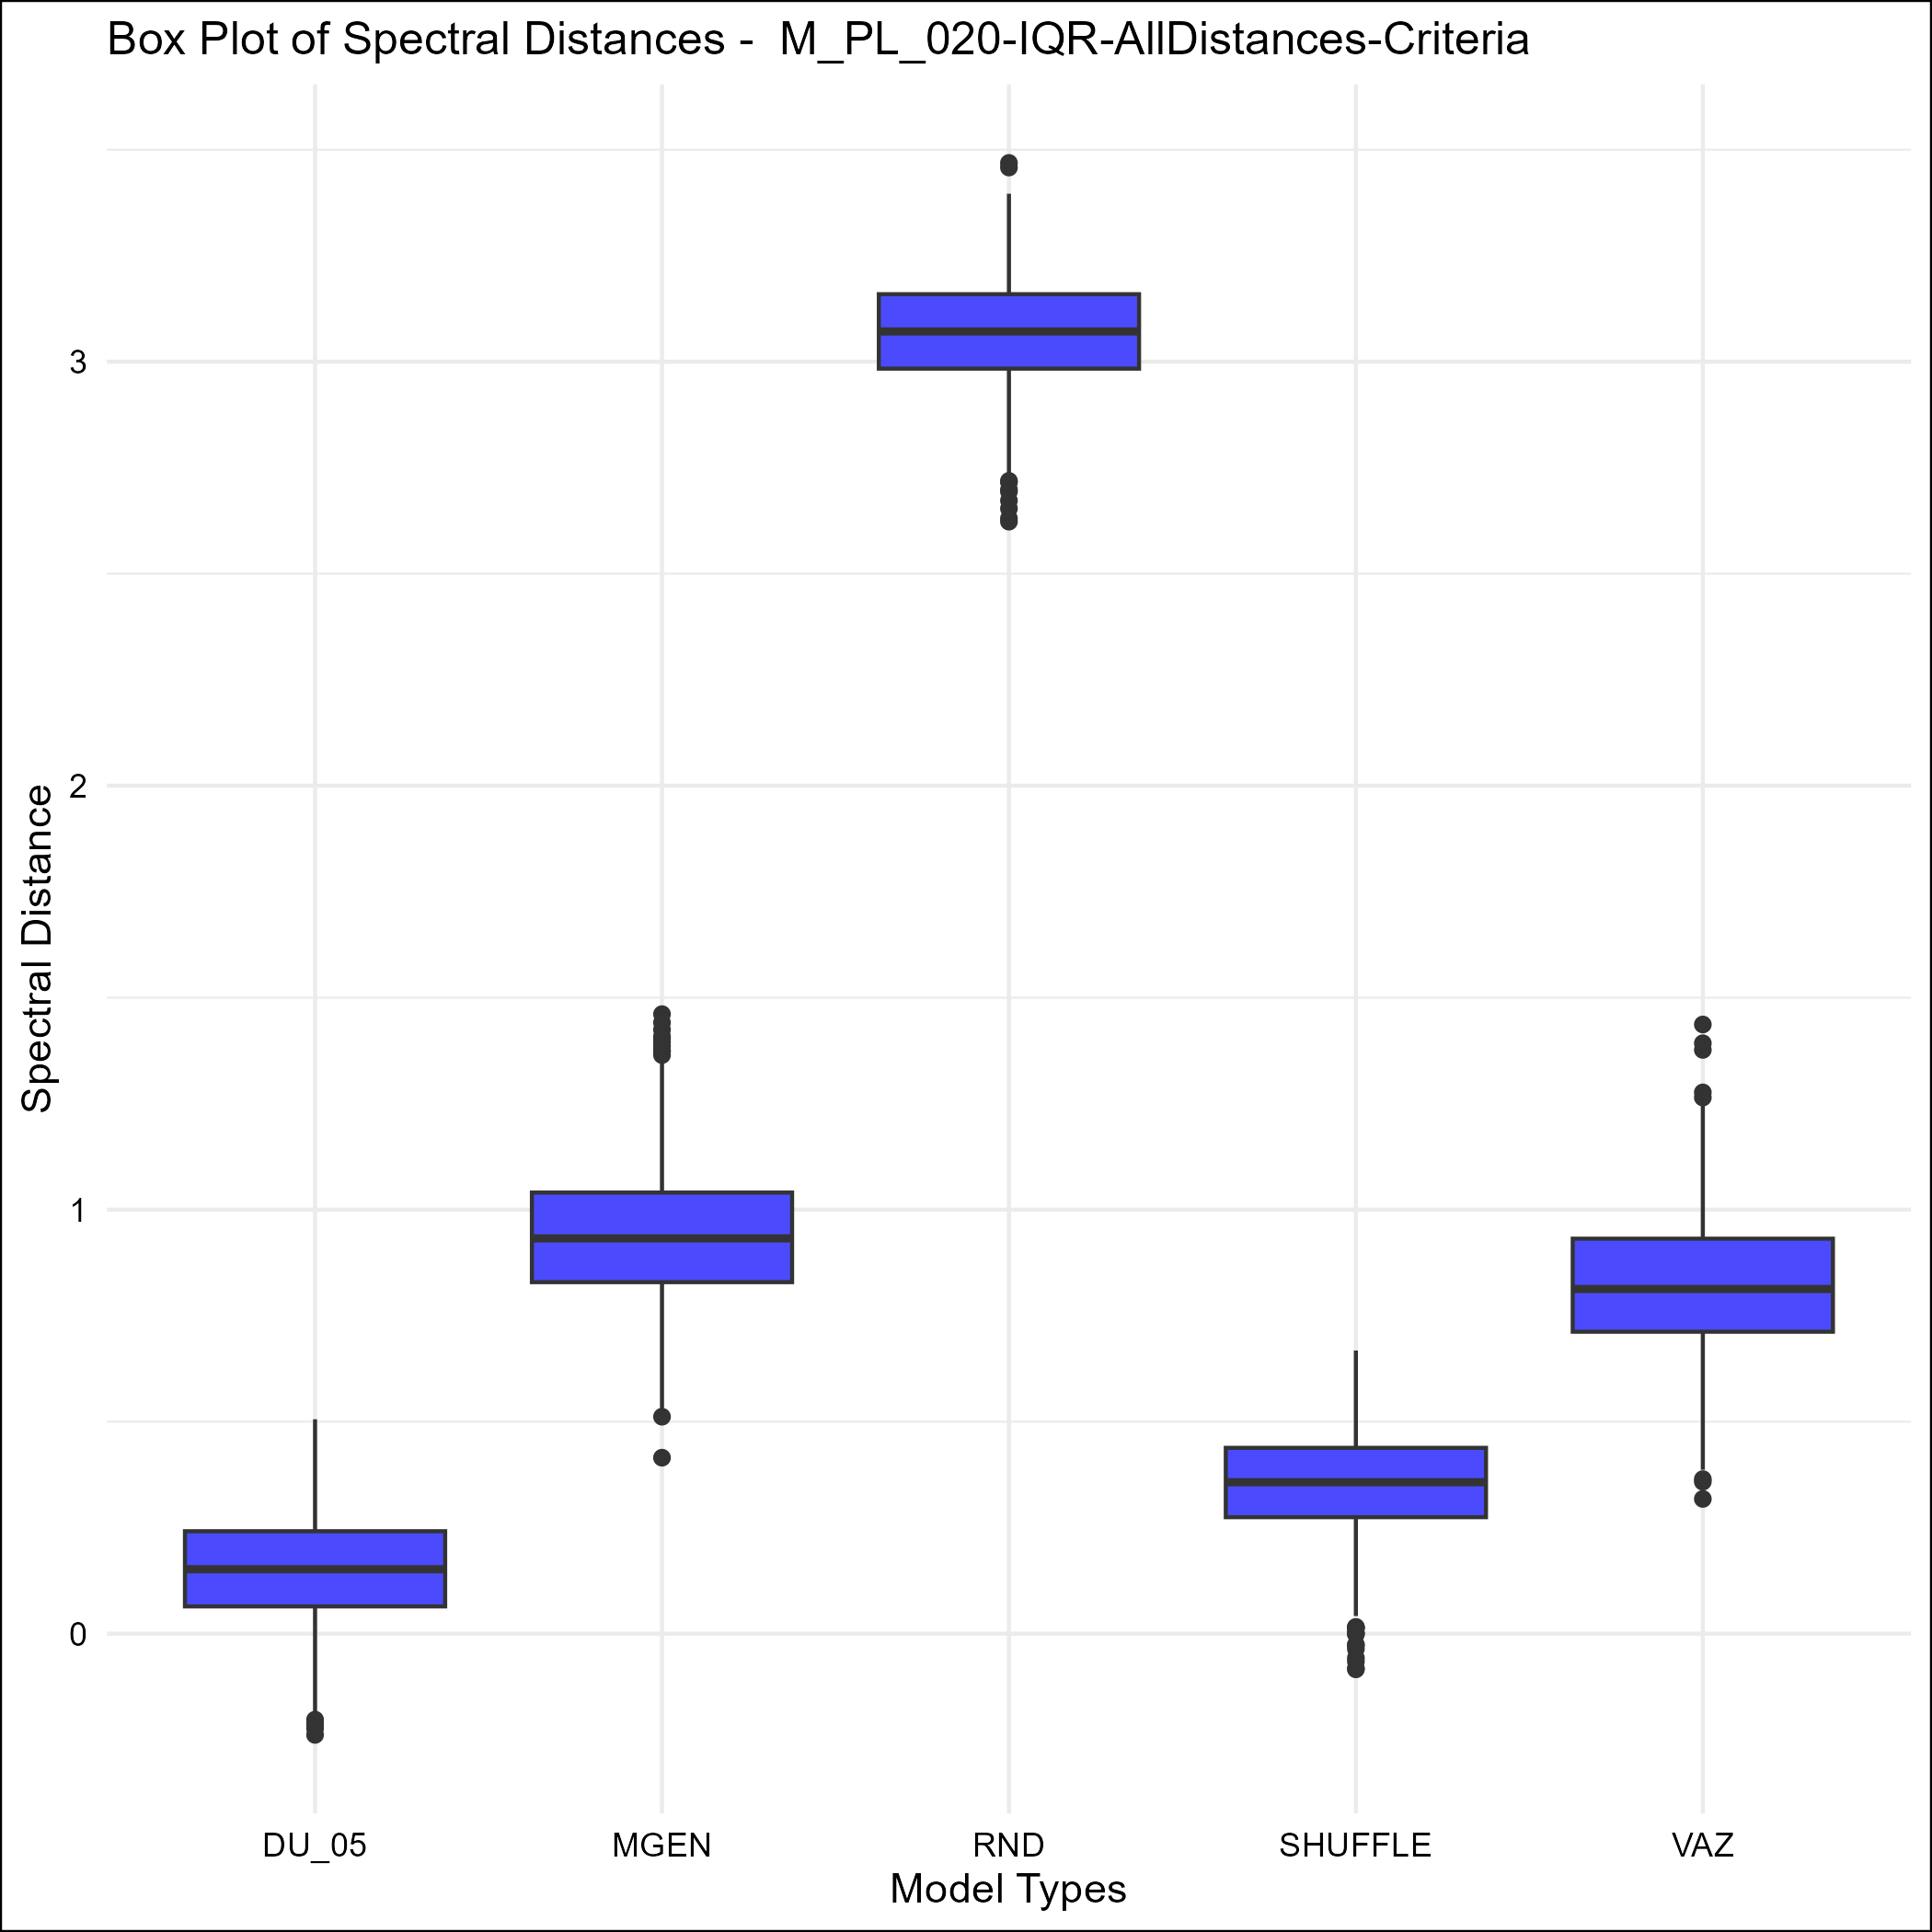 Box Plot of Spectral Distances -  M_PL_020-IQR-AllDistances-Criteria
Spectral Distance
3
2
1
0
DU_05 MGEN RND SHUFFLE VAZ
Model Types